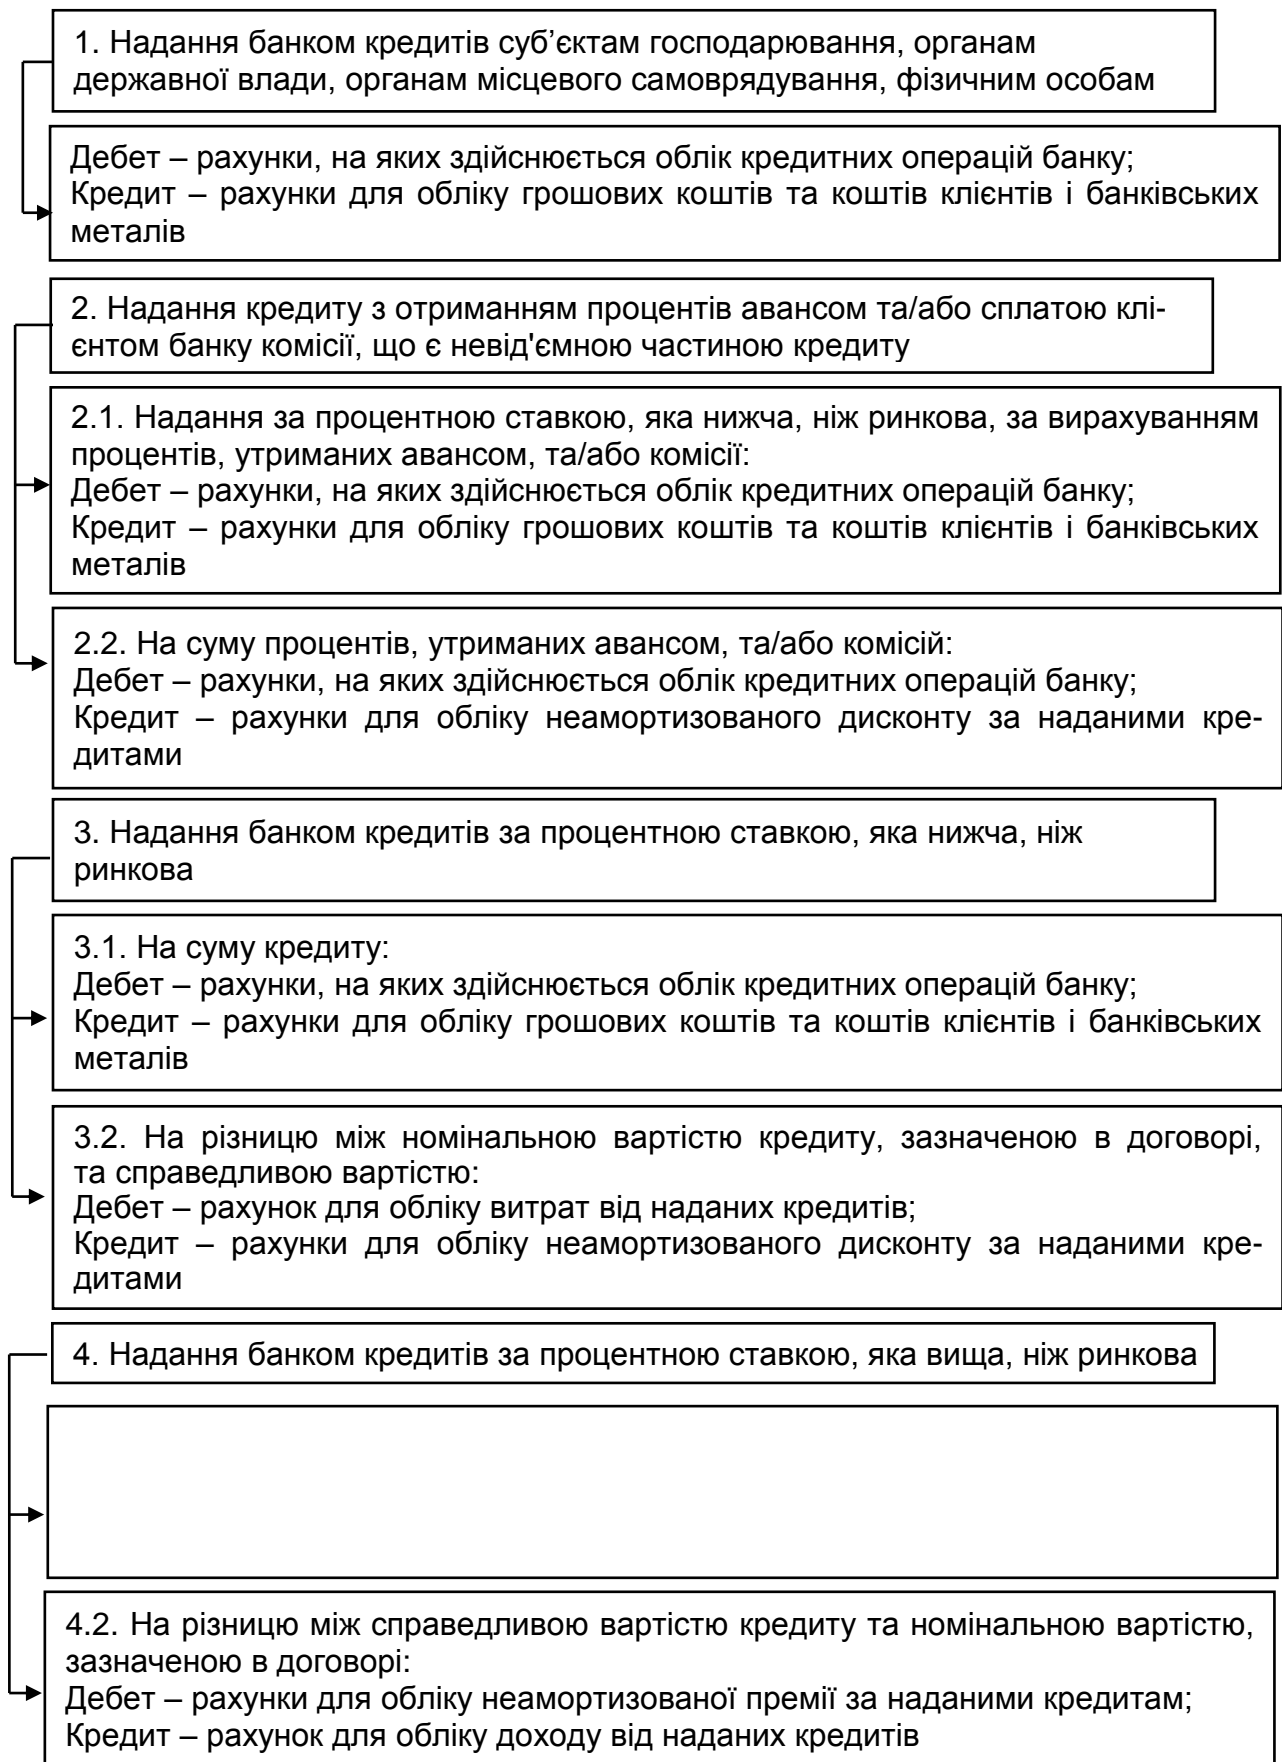 1. Надання банком кредитів суб’єктам господарювання, органам
державної влади, органам місцевого самоврядування, фізичним особам
Дебет – рахунки, на яких здійснюється облік кредитних операцій банку;
Кредит – рахунки для обліку грошових коштів та коштів клієнтів і банківських
металів
2. Надання кредиту з отриманням процентів авансом та/або сплатою клі-
єнтом банку комісії, що є невід'ємною частиною кредиту
2.1. Надання за процентною ставкою, яка нижча, ніж ринкова, за вирахуванням
процентів, утриманих авансом, та/або комісії:
Дебет – рахунки, на яких здійснюється облік кредитних операцій банку;
Кредит – рахунки для обліку грошових коштів та коштів клієнтів і банківських
металів
2.2. На суму процентів, утриманих авансом, та/або комісій:
Дебет – рахунки, на яких здійснюється облік кредитних операцій банку;
Кредит – рахунки для обліку неамортизованого дисконту за наданими кре-
дитами
3. Надання банком кредитів за процентною ставкою, яка нижча, ніж
ринкова
3.1. На суму кредиту:
Дебет – рахунки, на яких здійснюється облік кредитних операцій банку;
Кредит – рахунки для обліку грошових коштів та коштів клієнтів і банківських
металів
3.2. На різницю між номінальною вартістю кредиту, зазначеною в договорі,
та справедливою вартістю:
Дебет – рахунок для обліку витрат від наданих кредитів;
Кредит – рахунки для обліку неамортизованого дисконту за наданими кре-
дитами
4. Надання банком кредитів за процентною ставкою, яка вища, ніж ринкова
4.2. На різницю між справедливою вартістю кредиту та номінальною вартістю,
зазначеною в договорі:
Дебет – рахунки для обліку неамортизованої премії за наданими кредитам;
Кредит – рахунок для обліку доходу від наданих кредитів